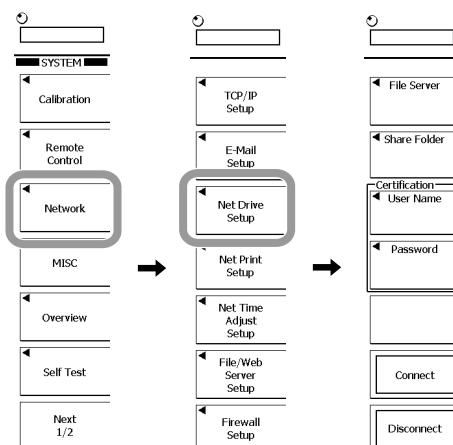 SYSTEM
Calibration
Remote
Control
Network
MISC
Overview
Self Test
Next
1/2
TCP/IP
Setup
E-Mail
Setup
Net Drive
Setup
Net Print
Setup
Net Time
Adjust
Setup
File/Web
Server
Setup
Firewall
Setup
File Server
Share Folder
Certification
User Name
Password
Connect
Disconnect